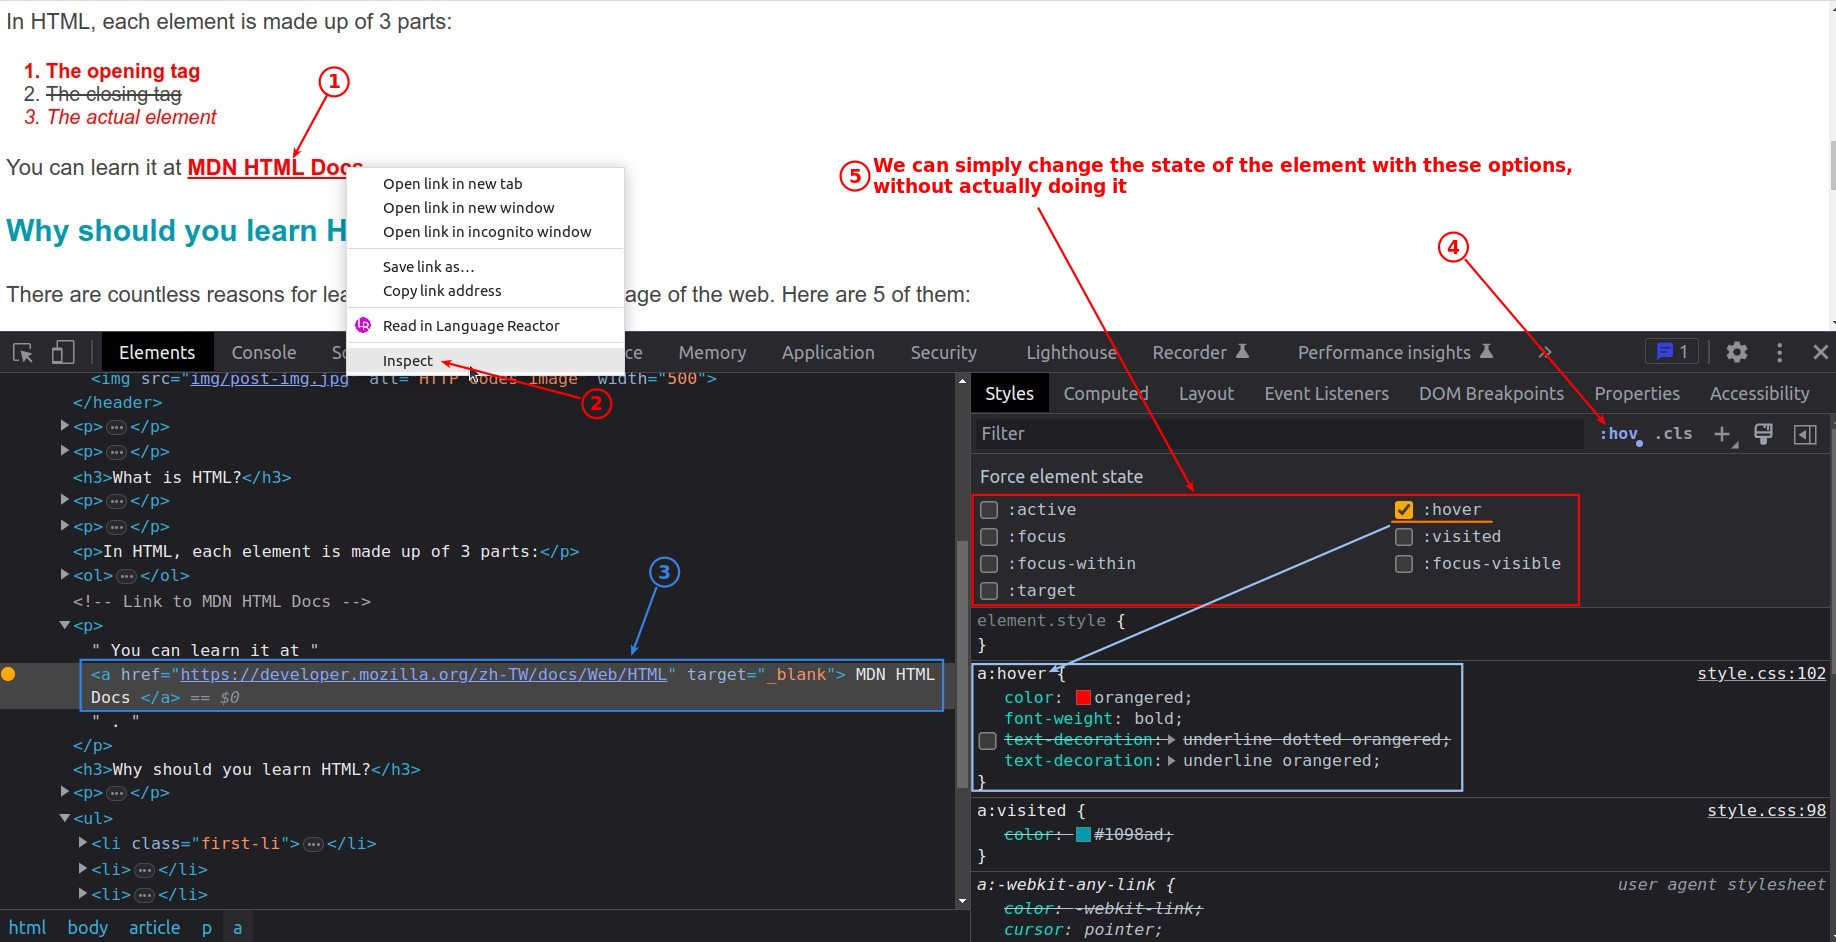 In HTML, each element is made up of 3 parts:
1. The opening tag
2. The closing tag
3. The actual element
1
You can learn it at MDN HTML Docs
Open link in new tab
Open link in new window
Open link in incognito window
Save link as…
Copy link address
Read in Language Reactor
Inspect
2
5 We can simply change the state of the element with these options,
without actually doing it
4
Why should you learn H
There are countless reasons for lea
age of the web. Here are 5 of them:
Elements Console So ce Memory Application Security Lighthouse Recorder Performance insights » 1
<img src="img/post-img.jpg" alt="HTTP codes image" width="500">
</header>
<p> ••• </p>
<p> ••• </p>
<h3>What is HTML?</h3>
<p> ••• </p>
<p> ••• </p>
<p>In HTML, each element is made up of 3 parts:</p>
<ol> ••• </ol>
3
<!-- Link to MDN HTML Docs -->
<p>
" You can learn it at "
<a href="https://developer.mozilla.org/zh-TW/docs/Web/HTML" target="_blank"> MDN HTML
Docs </a> == $0
" . "
</p>
<h3>Why should you learn HTML?</h3>
<p> ••• </p>
<ul>
<li class="first-li"> ••• </li>
<li> ••• </li>
<li> ••• </li>
html body article p a
Styles Computed Layout Event Listeners DOM Breakpoints Properties Accessibility
Filter :hov .cls +
Force element state
:active :hover
:focus :visited
:focus-within :focus-visible
:target
element.style {
}
a:hover { style.css:102
color: orangered;
font-weight: bold;
text-decoration: underline dotted orangered;
text-decoration: underline orangered;
}
a:visited { style.css:98
color: #1098ad;
}
a:-webkit-any-link { user agent stylesheet
color: -webkit-link;
cursor: pointer;